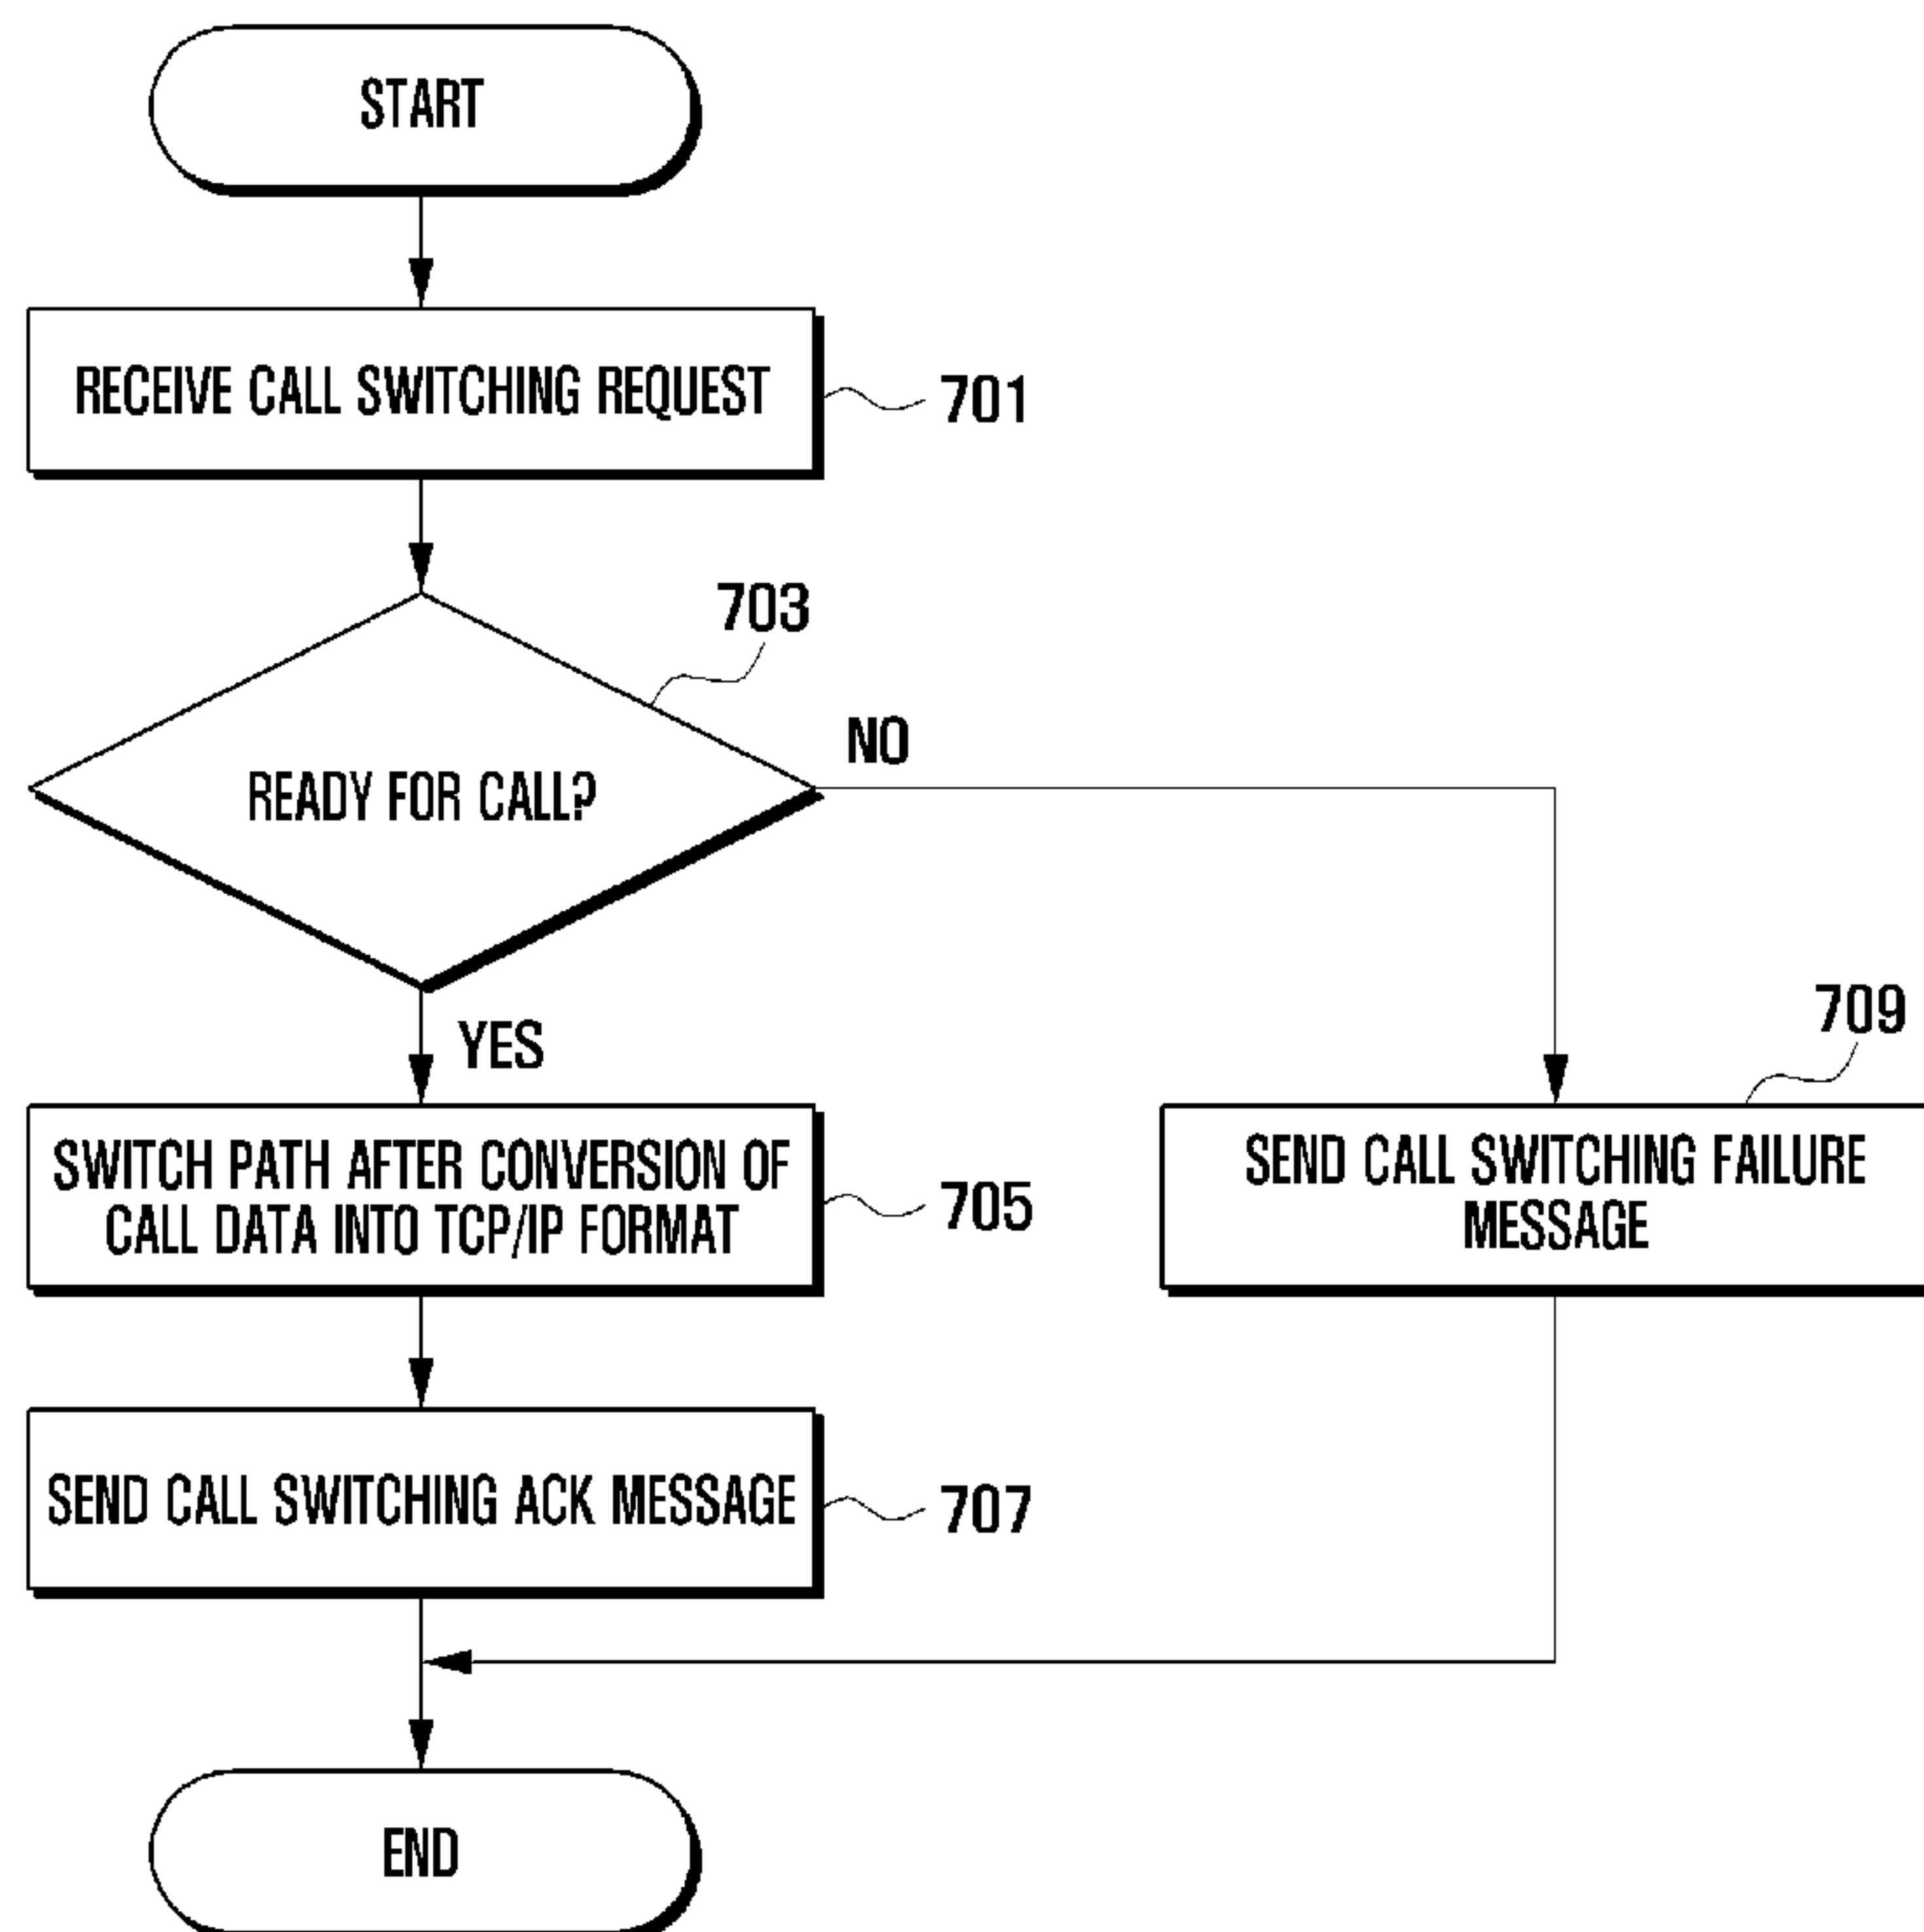 START
RECEIVE CALL SWITCHING REQUEST
701
703
READY FOR CALL?
NO
YES
SWITCH PATH AFTER CONVERSION OF
CALL DATA INTO TCP/IP FORMAT
705
709
SEND CALL SWITCHING FAILURE
MESSAGE
SEND CALL SWITCHING ACK MESSAGE
707
END